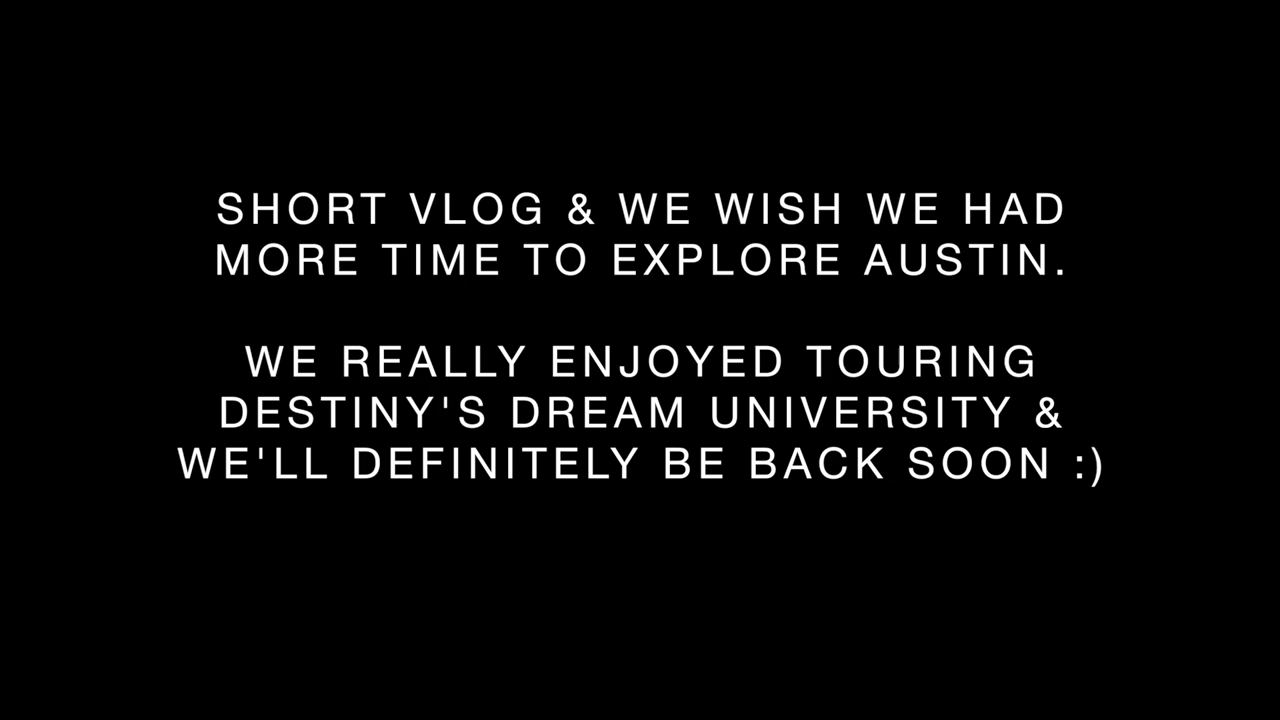 SHORT VLOG & WE WISH WE HAD
MORE TIME TO EXPLORE AUSTIN.
WE REALLY ENJOYED TOURING
DESTINY'S DREAM UNIVERSITY &
WE'LL DEFINITELY BE BACK SOON :)